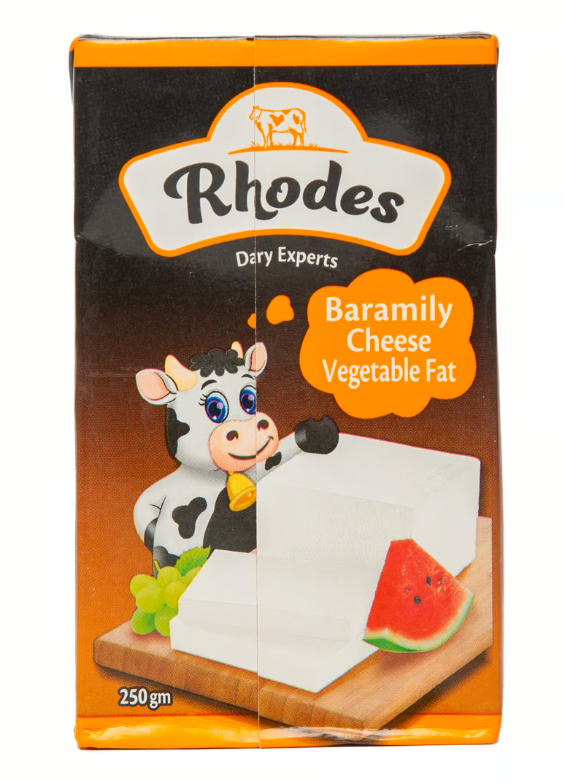 Rhodes
Dary Experts
Baramily
Cheese
Vegetable Fat
250 gm